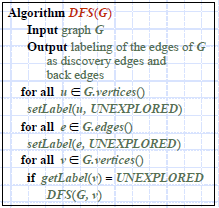 Algorithm DFS(G)
Input graph G
Output labeling of the edges of G
as discovery edges and
back edges
for all u ∈ G.vertices()
setLabel(u, UNEXPLORED)
for all e ∈ G.edges()
setLabel(e, UNEXPLORED)
for all v ∈ G.vertices()
if getLabel(v) = UNEXPLORED
DFS(G, v)